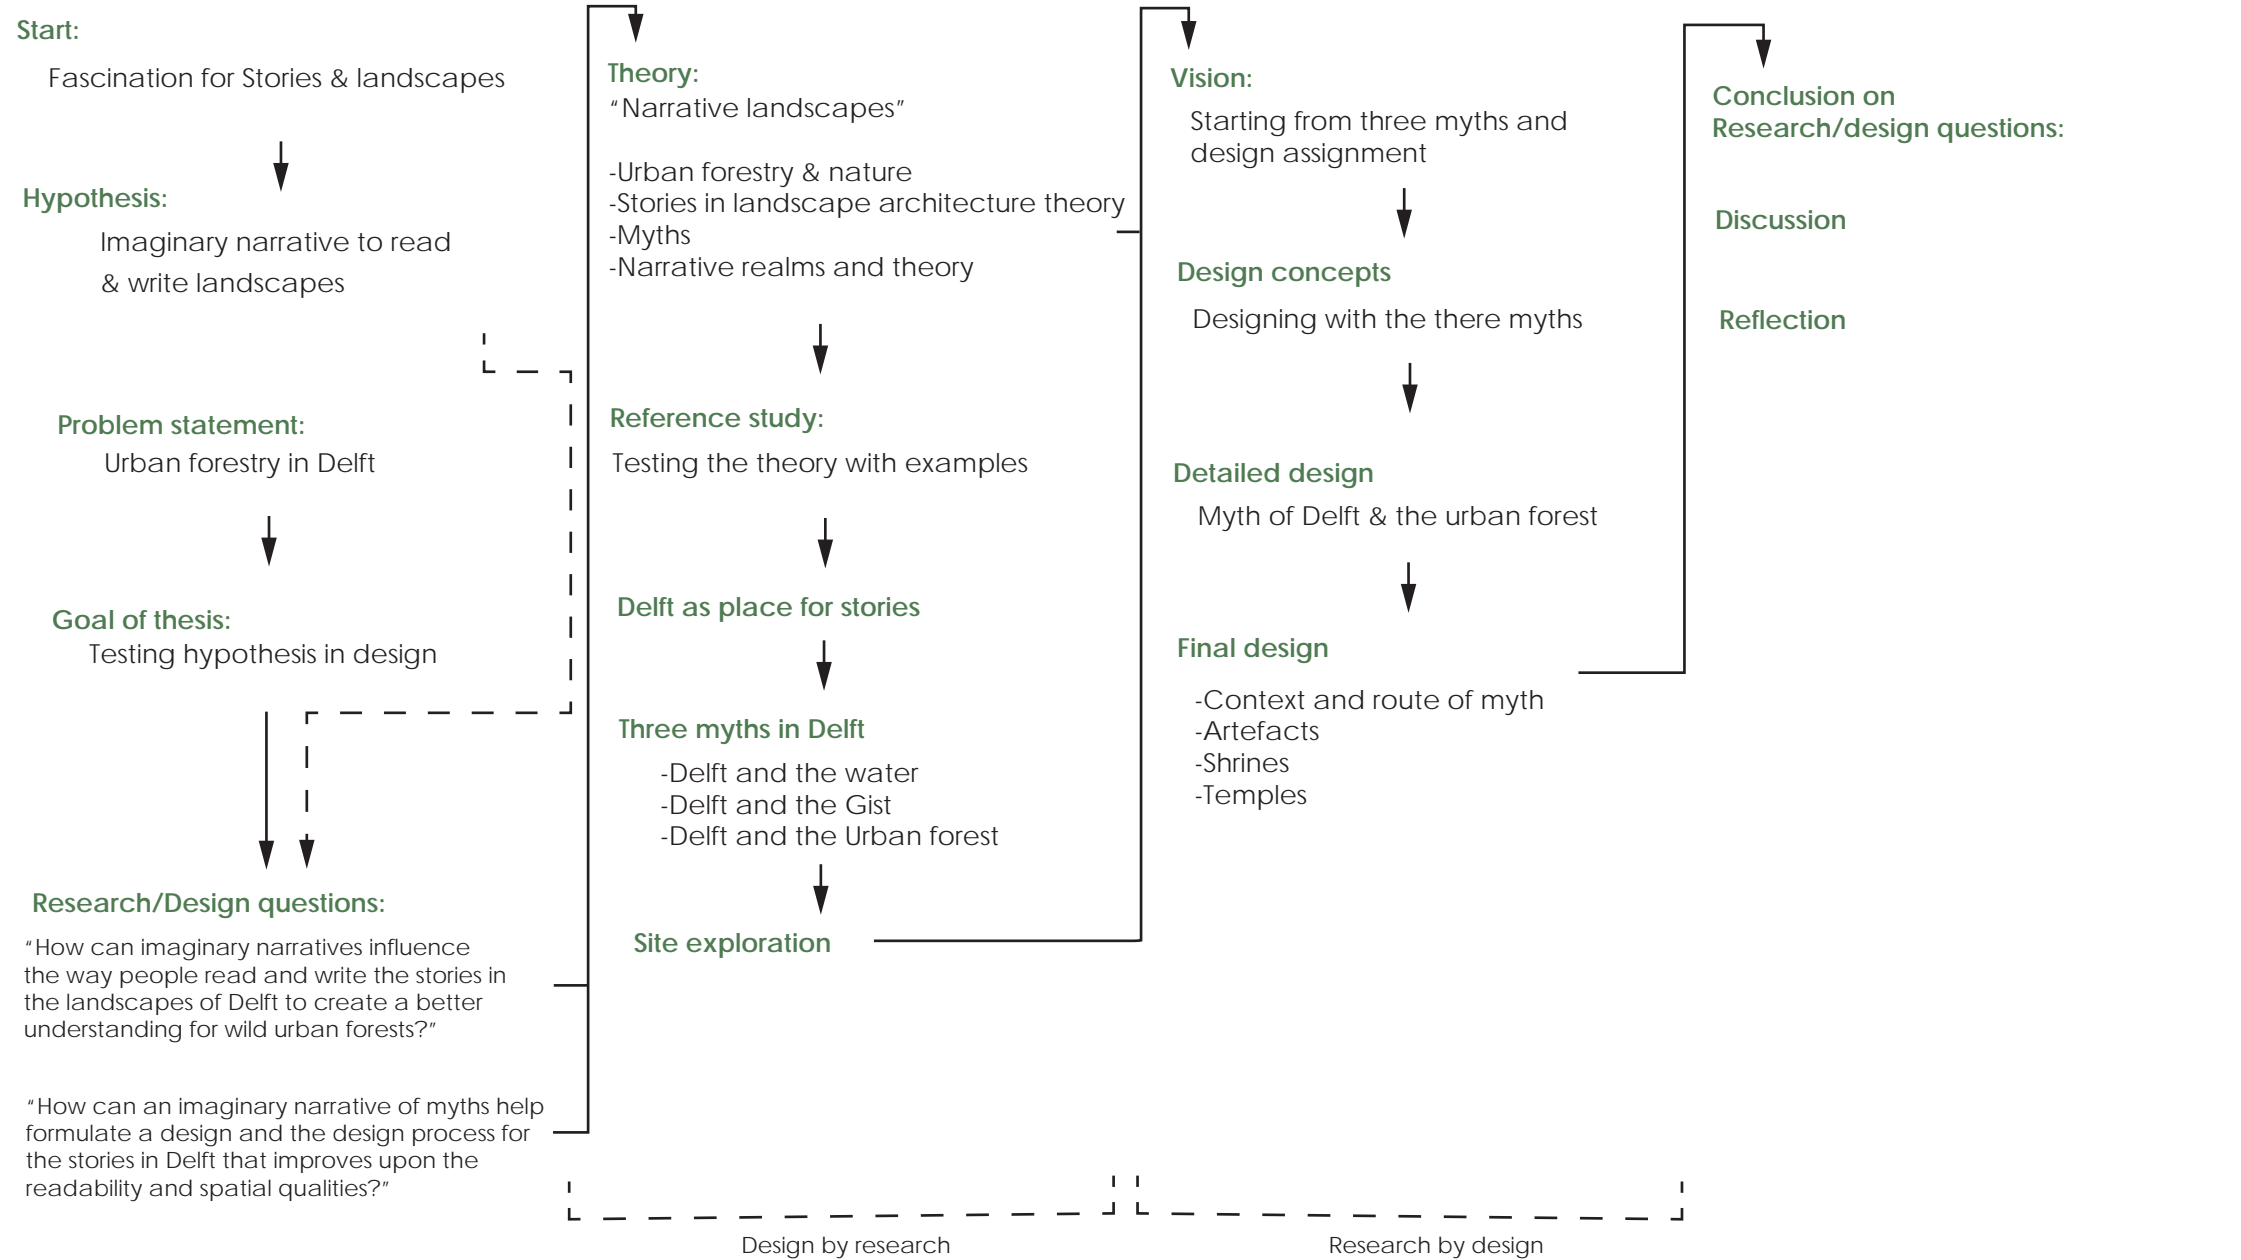 Start:
Fascination for Stories & landscapes
Hypothesis:
Imaginary narrative to read
& write landscapes
Problem statement:
Urban forestry in Delft
Goal of thesis:
Testing hypothesis in design
Research/Design questions:
“How can imaginary narratives influence
the way people read and write the stories in
the landscapes of Delft to create a better
understanding for wild urban forests?”
“How can an imaginary narrative of myths help
formulate a design and the design process for
the stories in Delft that improves upon the
readability and spatial qualities?”
Theory:
“Narrative landscapes”
-Urban forestry & nature
-Stories in landscape architecture theory
-Myths
-Narrative realms and theory
Reference study:
Testing the theory with examples
Delft as place for stories
Three myths in Delft
-Delft and the water
-Delft and the Gist
-Delft and the Urban forest
Site exploration
Design by research
Vision:
Starting from three myths and
design assignment
Design concepts
Designing with the there myths
Detailed design
Myth of Delft & the urban forest
Final design
-Context and route of myth
-Artefacts
-Shrines
-Temples
Research by design
Conclusion on
Research/design questions:
Discussion
Reflection